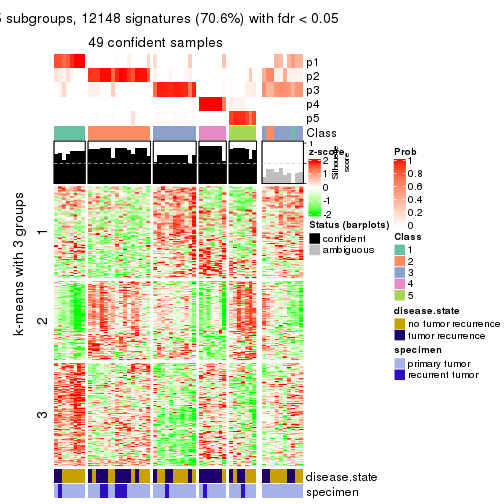 5 subgroups, 12148 signatures (70.6%) with fdr < 0.05
49 confident samples
p1
p2
p3
p4
p5
Class
1
Silhouette
score
z-score
2
1
0
-1
-2
Status (barplots)
confident
ambiguous
Prob
1
0.8
0.6
0.4
0.2
0
Class
1
2
3
4
5
disease.state
no tumor recurrence
tumor recurrence
specimen
primary tumor
recurrent tumor
k-means with 3 groups
1
2
3
disease.state
specimen